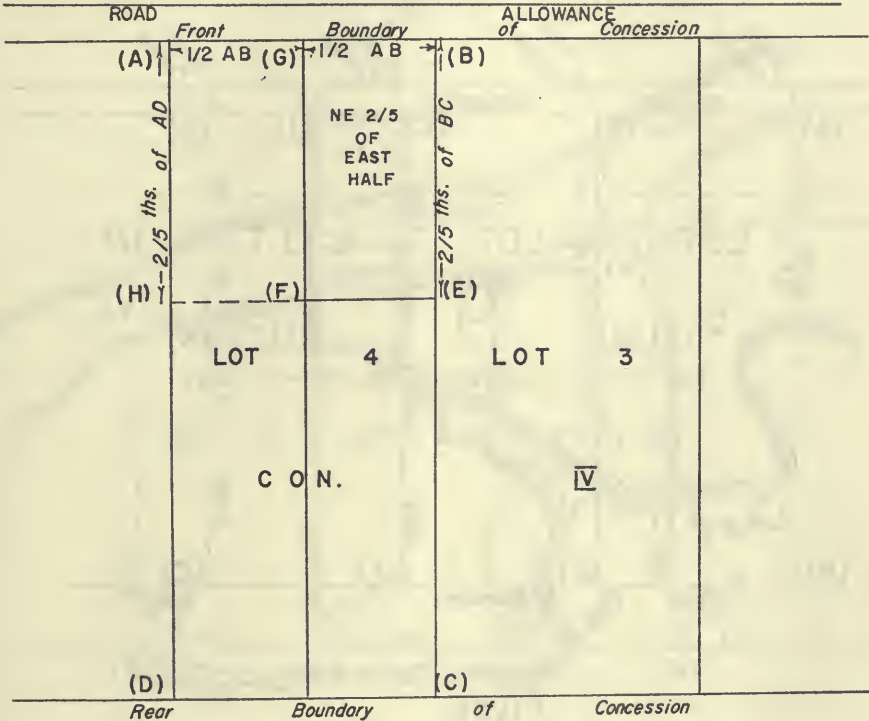 ROAD ALLOWANCE
Front Boundary of Concession
(A) 1/2 AB (G) 1/2 AB (B)
2/5 ths. of AD
NE 2/5
OF
EAST
HALF
2/5 ths. of BC
(H) (F) (E)
LOT 4 LOT 3
CON. IV
(D) (C)
Rear Boundary of Concession